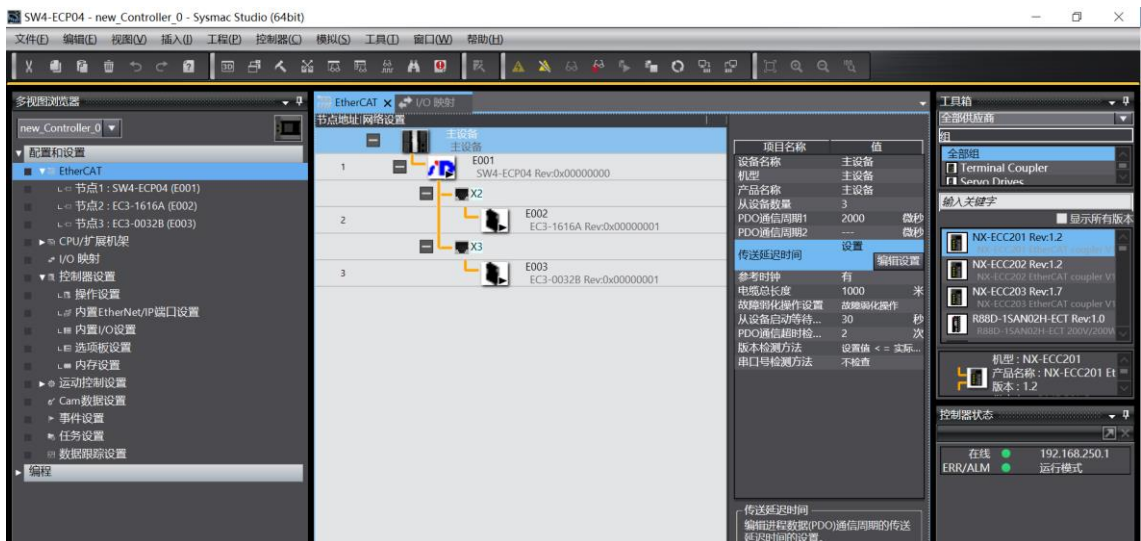 SW4-ECP04 - new_Controller_0 - Sysmac Studio (64bit)
文件(F) 编辑(E) 视图(V) 插入(I) 工程(P) 控制器(C) 模拟(S) 工具(T) 窗口(W) 帮助(H)
多视图浏览器
new_Controller_0
配置和设置
EtherCAT
节点1 : SW4-ECP04 (E001)
节点2 : EC3-1616A (E002)
节点3 : EC3-0032B (E003)
CPU/扩展机架
I/O 映射
控制器设置
操作设置
内置EtherNet/IP端口设置
内置I/O设置
选项板设置
内存设置
运动控制设置
Cam数据设置
事件设置
任务设置
数据跟踪设置
编程
EtherCAT I/O 映射
节点地址|网络设置
主设备
主设备
1 E001
SW4-ECP04 Rev:0x00000000
X2
2 E002
EC3-1616A Rev:0x00000001
X3
3 E003
EC3-0032B Rev:0x00000001
项目名称 值
设备名称 主设备
机型 主设备
产品名称 主设备
从设备数量 3
PDO通信周期1 2000 微秒
PDO通信周期2 --- 微秒
传送延迟时间 设置
编辑设置
参考时钟 有
电缆总长度 1000 米
故障弱化操作设置 故障弱化操作
从设备启动等待... 30 秒
PDO通信超时检... 2 次
版本检测方法 设置值 < = 实际...
串口号检测方法 不检查
传送延迟时间
编辑进程数据(PDO)通信周期的传送
延迟时间的设置。
工具箱
全部供应商
组
全部组
Terminal Coupler
Servo Drives
输入关键字
显示所有版本
NX-ECC201 Rev:1.2
NX-ECC201 EtherCAT coupler V1
NX-ECC202 Rev:1.2
NX-ECC202 EtherCAT coupler V1
NX-ECC203 Rev:1.7
NX-ECC203 EtherCAT coupler V1
R88D-1SAN02H-ECT Rev:1.0
R88D-1SAN02H-ECT 200V/200W
机型 : NX-ECC201
产品名称 : NX-ECC201 Et
版本 : 1.2
控制器状态
在线 192.168.250.1
ERR/ALM 运行模式